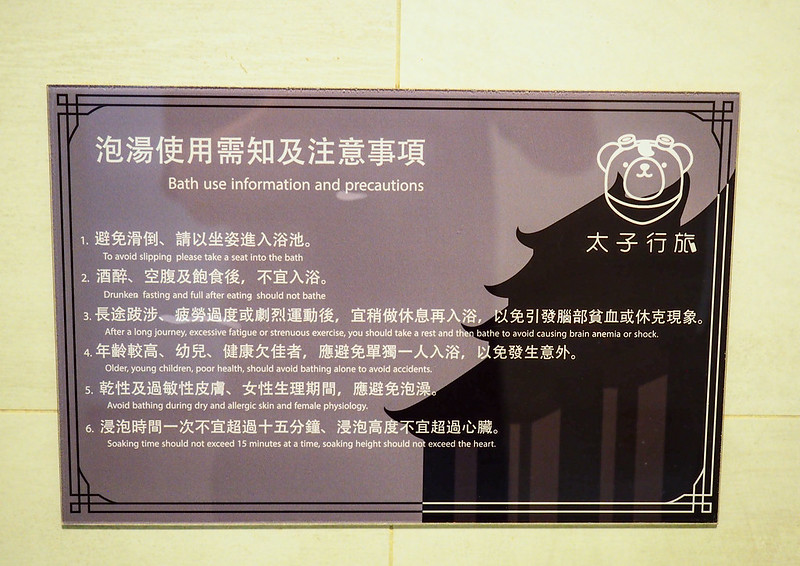 泡湯使用需知及注意事項
Bath use information and precautions
太子行旅
1. 避免滑倒、請以坐姿進入浴池。
To avoid slipping please take a seat into the bath
2. 酒醉、空腹及飽食後，不宜入浴。
Drunken fasting and full after eating should not bathe
3. 長途跋涉、疲勞過度或劇烈運動後，宜稍做休息再入浴，以免引發腦部貧血或休克現象。
After a long journey, excessive fatigue or strenuous exercise, you should take a rest and then bathe to avoid causing brain anemia or shock.
4. 年齡較高、幼兒、健康欠佳者，應避免單獨一人入浴，以免發生意外。
Older, young children, poor health, should avoid bathing alone to avoid accidents.
5. 乾性及過敏性皮膚、女性生理期間，應避免泡澡。
Avoid bathing during dry and allergic skin and female physiology.
6. 浸泡時間一次不宜超過十五分鐘、浸泡高度不宜超過心臟。
Soaking time should not exceed 15 minutes at a time, soaking height should not exceed the heart.